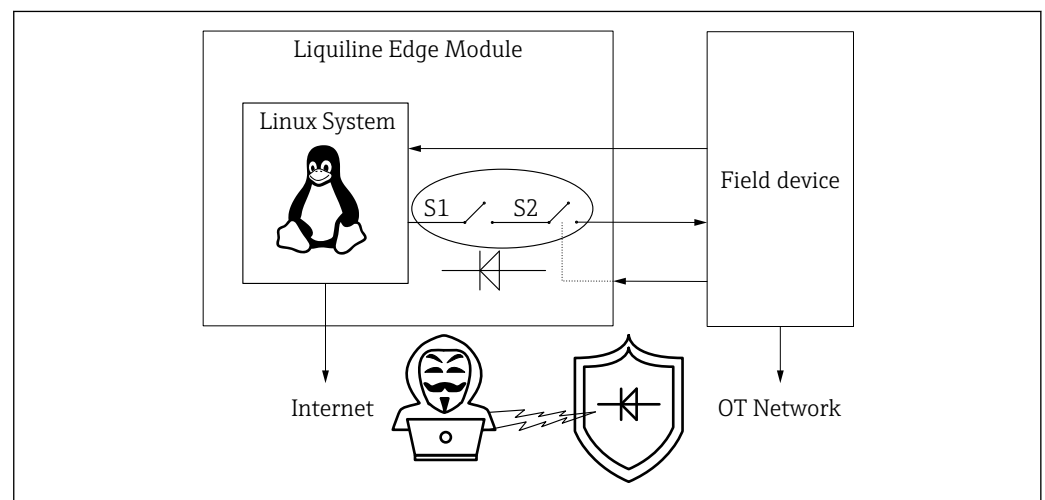 Liquiline Edge Module
Linux System
Field device
S1
S2
Internet
OT Network